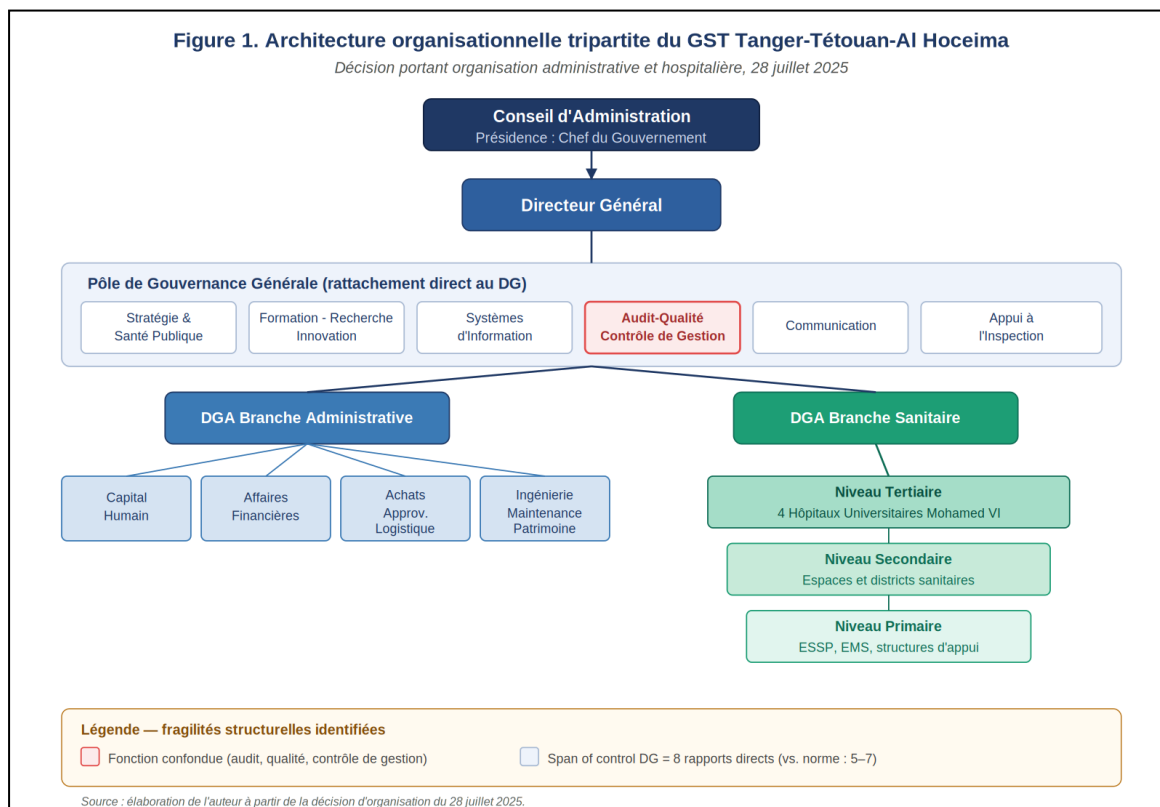 Figure 1. Architecture organisationnelle tripartite du GST Tanger-Tétouan-Al Hoceima
Décision portant organisation administrative et hospitalière, 28 juillet 2025
Conseil d'Administration
Présidence : Chef du Gouvernement
Directeur Général
Pôle de Gouvernance Générale (rattachement direct au DG)
Stratégie &
Santé Publique
Formation - Recherche
Innovation
Systèmes
d'Information
Audit-Qualité
Contrôle de Gestion
Communication
Appui à
l'Inspection
DGA Branche Administrative
DGA Branche Sanitaire
Capital
Humain
Affaires
Financières
Achats
Approv.
Logistique
Ingénierie
Maintenance
Patrimoine
Niveau Tertiaire
4 Hôpitaux Universitaires Mohamed VI
Niveau Secondaire
Espaces et districts sanitaires
Niveau Primaire
ESSP, EMS, structures d'appui
Légende — fragilités structurelles identifiées
Fonction confondue (audit, qualité, contrôle de gestion)
Span of control DG = 8 rapports directs (vs. norme : 5–7)
Source : élaboration de l'auteur à partir de la décision d'organisation du 28 juillet 2025.